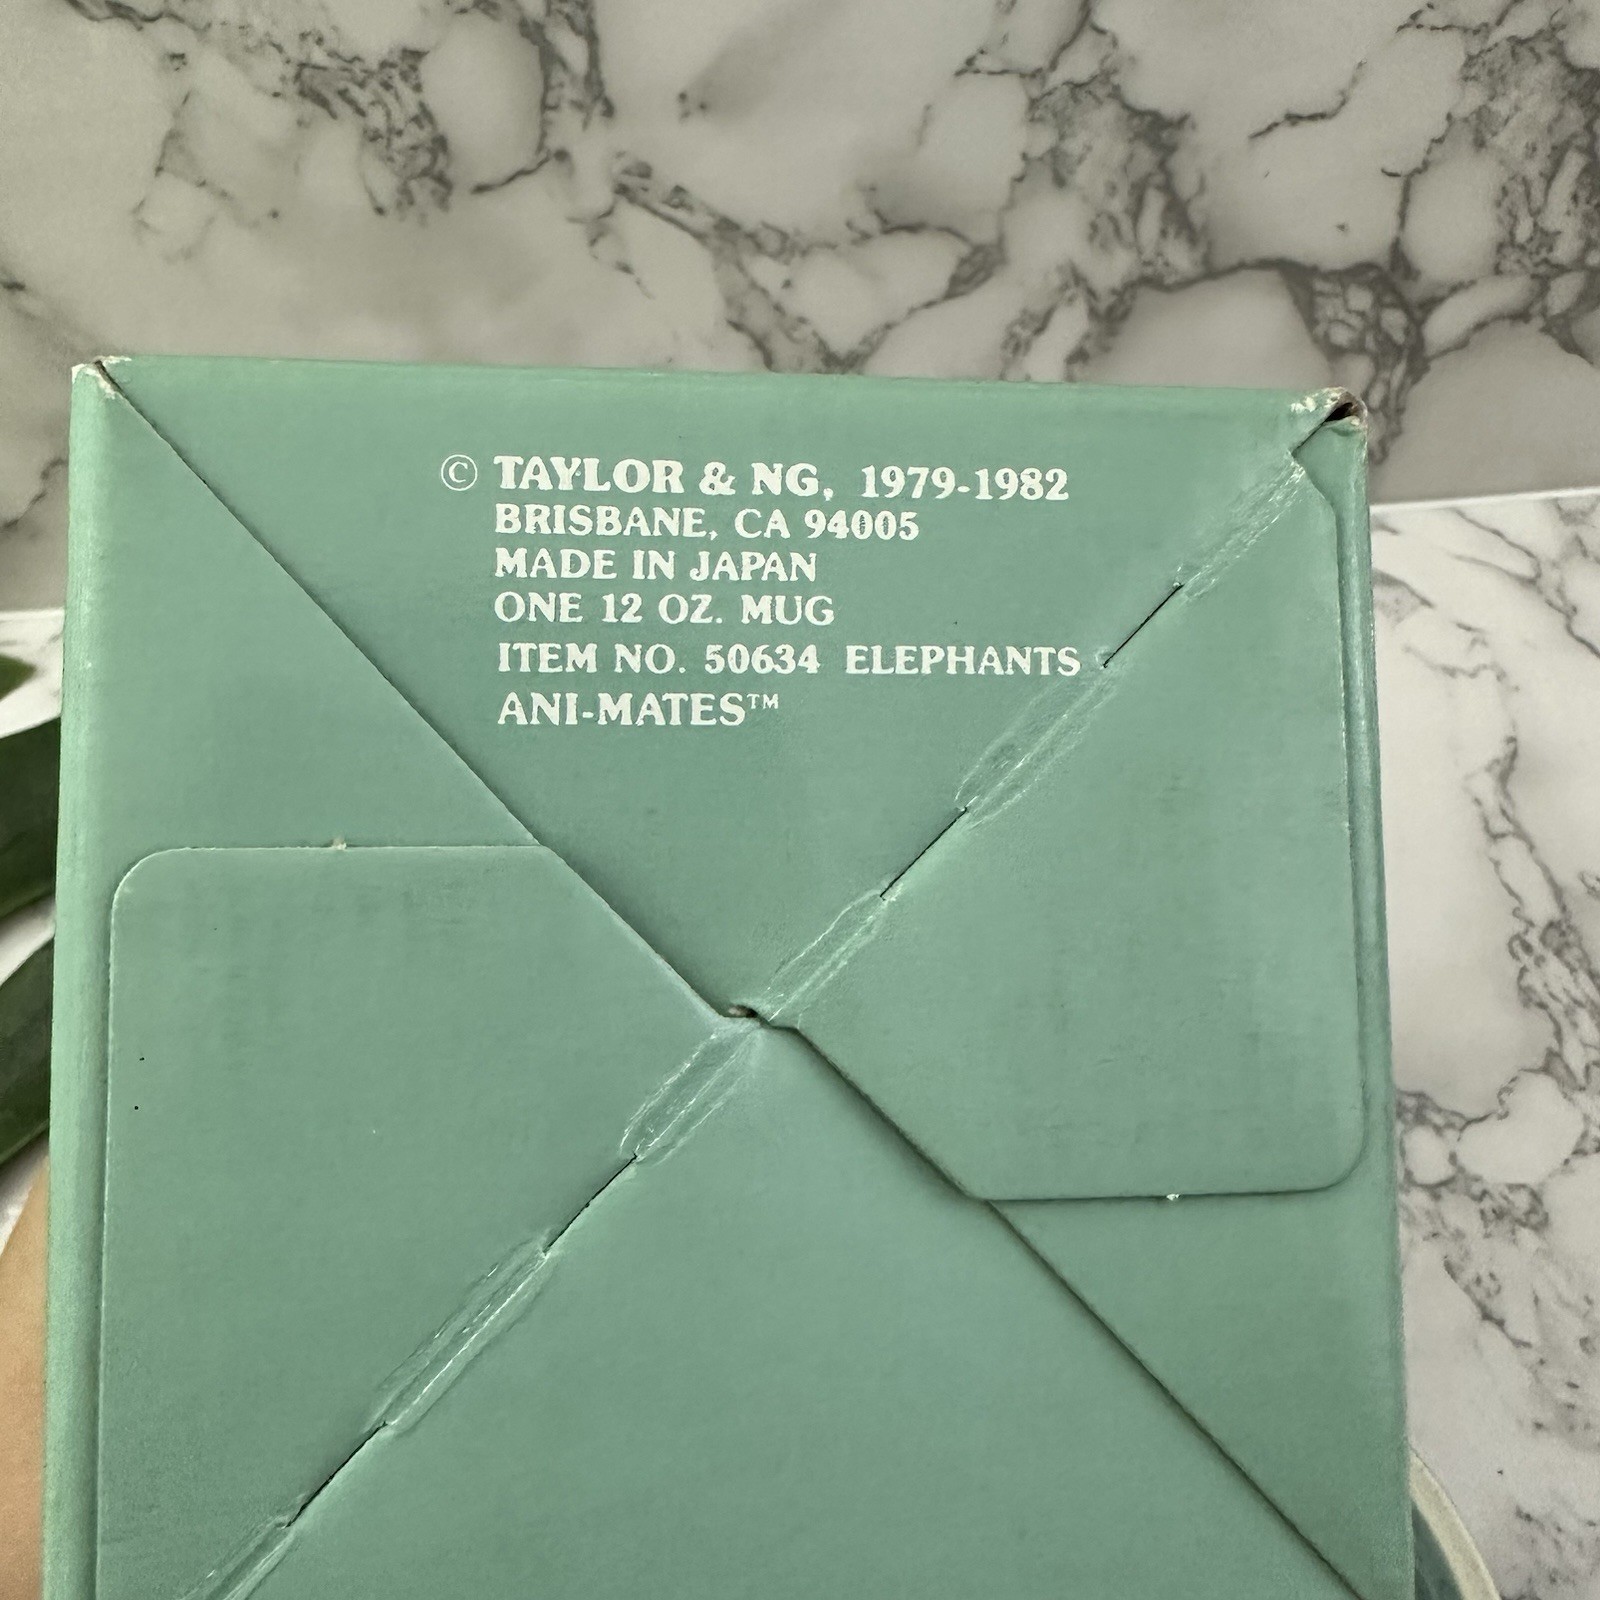 © TAYLOR & NG, 1979-1982
BRISBANE, CA 94005
MADE IN JAPAN
ONE 12 OZ. MUG
ITEM NO. 50634 ELEPHANTS
ANI-MATES™